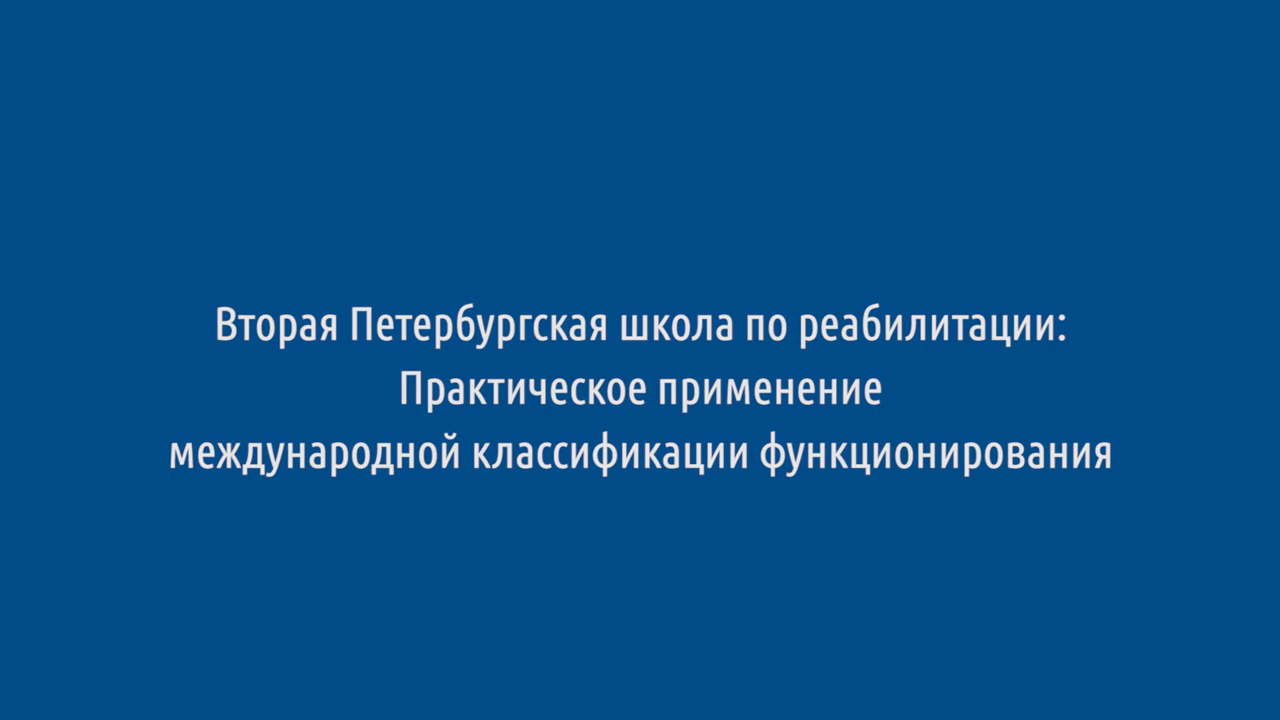 Вторая Петербургская школа по реабилитации:
Практическое применение
международной классификации функционирования